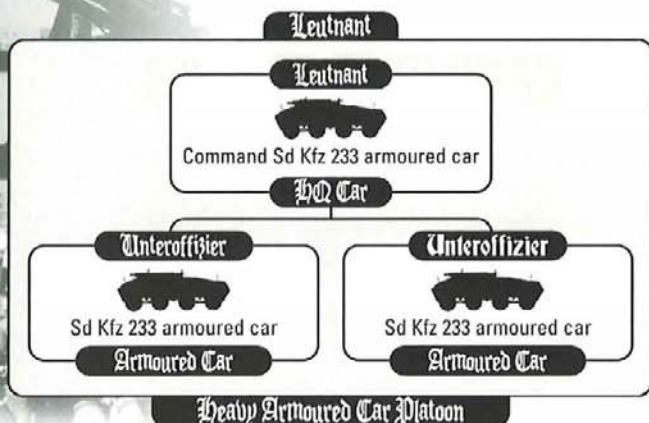 Leutnant
Leutnant
Command Sd Kfz 233 armoured car
HQ Car
Unteroffizier Unteroffizier
Sd Kfz 233 armoured car Sd Kfz 233 armoured car
Armoured Car Armoured Car
Heavy Armoured Car Platoon